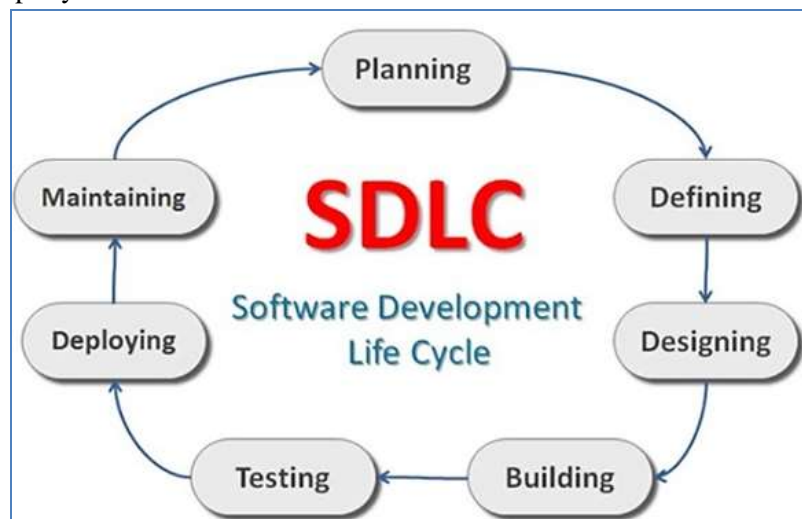 Planning
Maintaining
Defining
SDLC
Software Development
Life Cycle
Deploying
Designing
Testing
Building